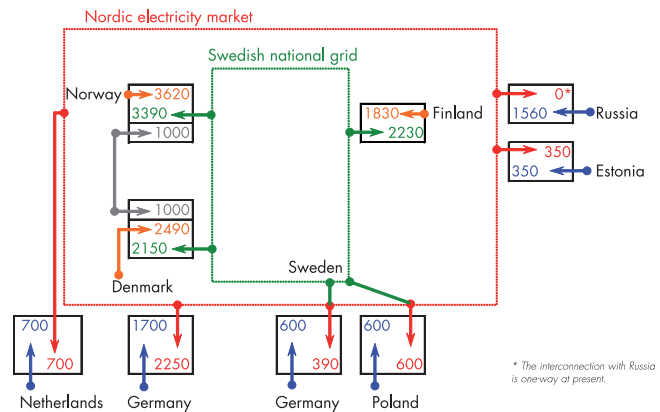 Nordic electricity market
Swedish national grid
Norway
3620
3390
1000
1830
Finland
2230
0*
1560
Russia
350
350
Estonia
1000
2490
2150
Denmark
Sweden
700
700
Netherlands
1700
2250
Germany
600
390
Germany
600
600
Poland
* The interconnection with Russia
is one-way at present.